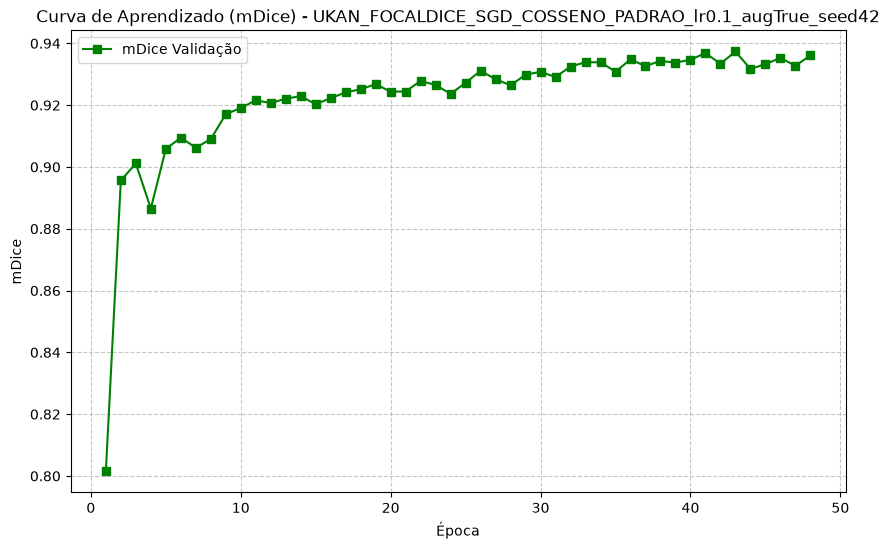 Curva de Aprendizado (mDice) - UKAN_FOCALDICE_SGD_COSSENO_PADRAO_lr0.1_augTrue_seed42
mDice Validação
0.94
0.92
0.90
0.88
0.86
0.84
0.82
0.80
mDice
0 10 20 30 40 50
Época